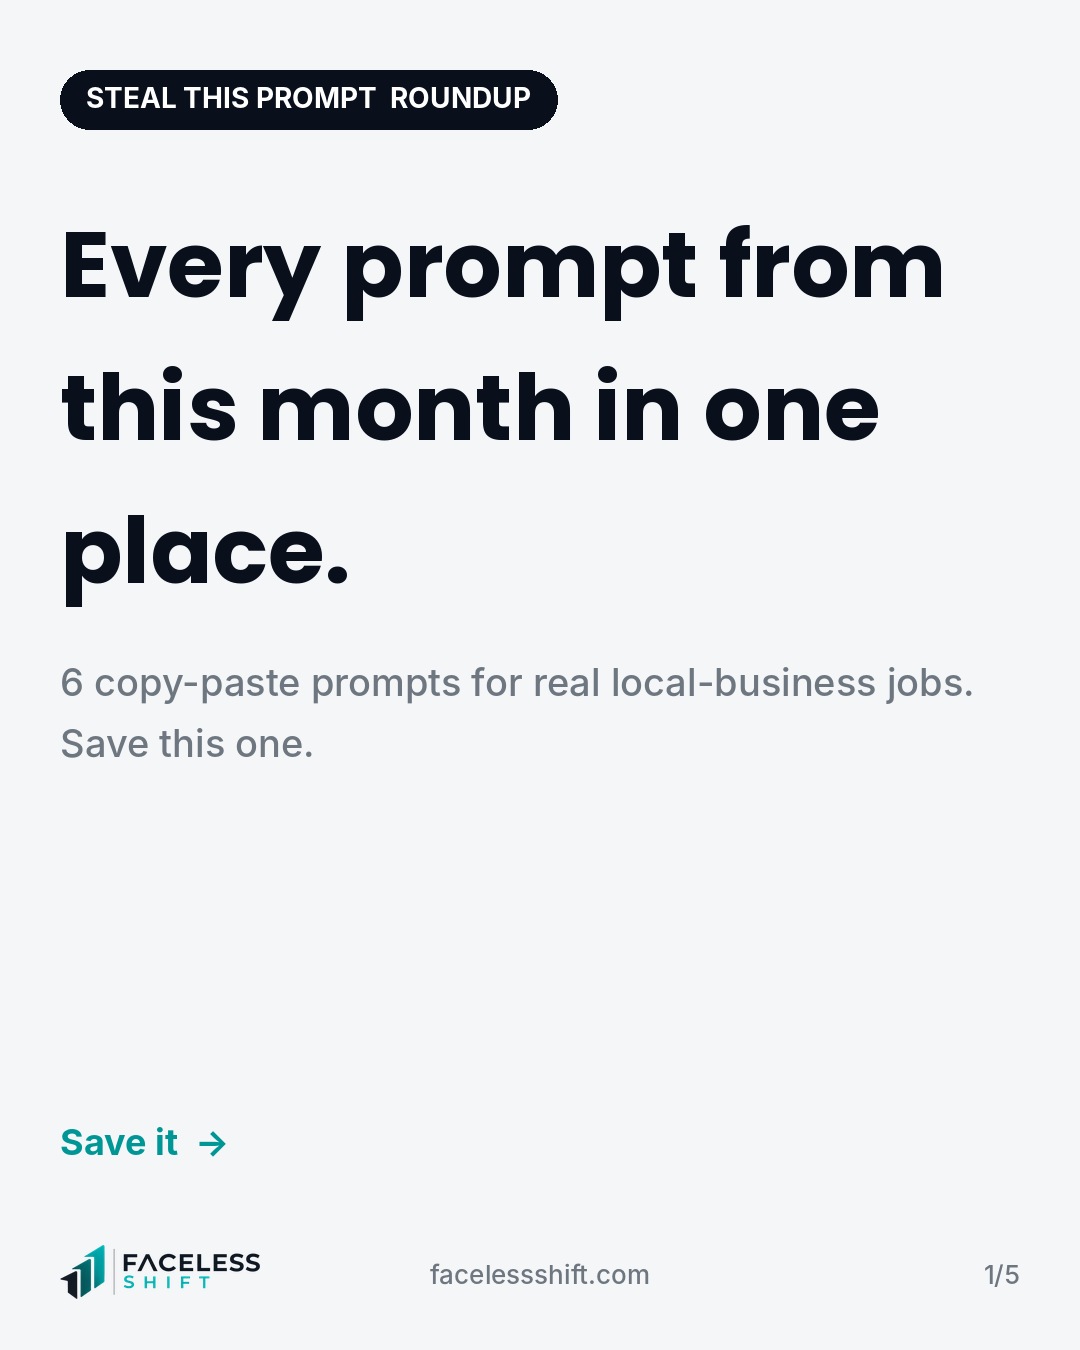 STEAL THIS PROMPT ROUNDUP
Every prompt from
this month in one
place.
6 copy-paste prompts for real local-business jobs.
Save this one.
Save it →
FACELESS
SHIFT
facelessshift.com
1/5